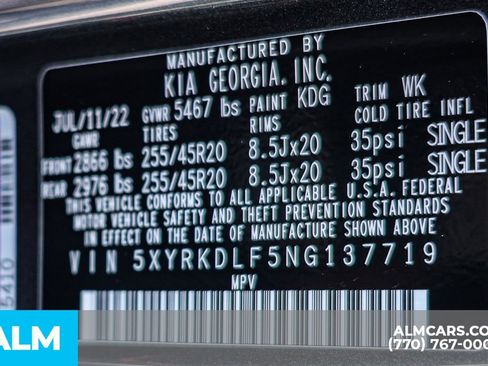 MANUFACTURED BY
KIA GEORGIA. INC.
JUL/11/22 GVWR 5467 lbs PAINT KDG TRIM WK
GAWR TIRES RIMS COLD TIRE INFL
FRONT 2866 lbs 255/45R20 8.5Jx20 35psi SINGLE
REAR 2976 lbs 255/45R20 8.5Jx20 35psi SINGLE
THIS VEHICLE CONFORMS TO ALL APPLICABLE U.S.A. FEDERAL
MOTOR VEHICLE SAFETY AND THEFT PREVENTION STANDARDS
IN EFFECT ON THE DATE OF MANUFACTURE SHOWN ABOVE
VIN 5XYRKDLF5NG137719
MPV
ALM
ALMCARS.CO
(770) 767-000